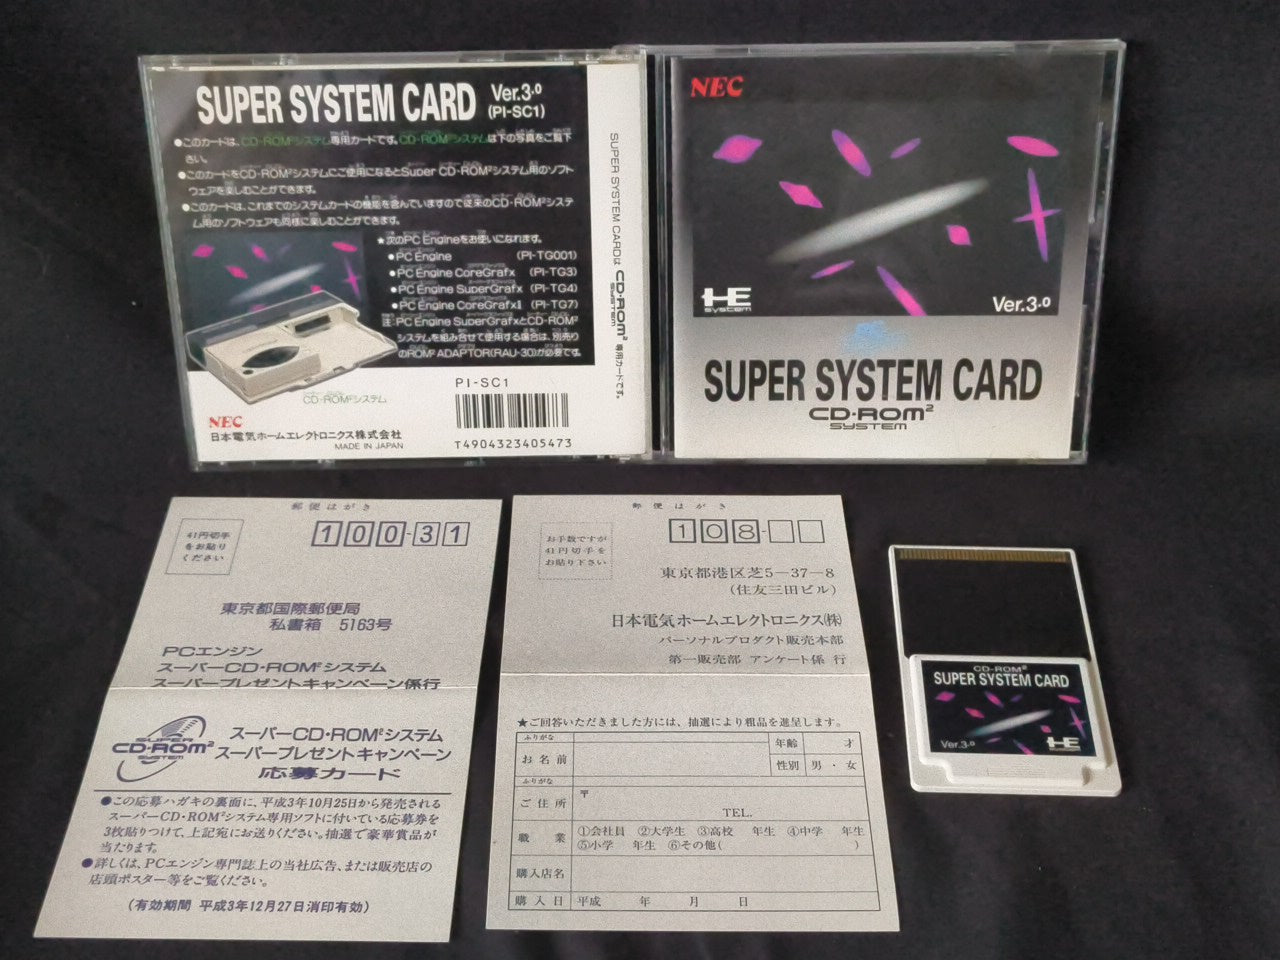 SUPER SYSTEM CARD Ver.3.0
(PI-SC1)
●このカードは、CD-ROM²システム専用カードです。CD-ROM²システムは下の写真をご覧下
さい。
●このカードをCD-ROM²システムにご使用になるとSuper CD-ROM²システム用のソフト
ウェアを楽しむことができます。
●このカードは、これまでのシステムカードの機能を含んでいますので従来のCD-ROM²システ
ム用のソフトウェアも同様に楽しむことができます。
★次のPC Engineをお使いになれます。
●PC Engine (PI-TG001)
●PC Engine CoreGrafx (PI-TG3)
●PC Engine SuperGrafx (PI-TG4)
●PC Engine CoreGrafxⅡ (PI-TG7)
注:PC Engine SuperGrafxとCD-ROM²
システムを組み合せて使用する場合は、別売り
のROM² ADAPTOR(RAU-30)が必要です。
CD-ROM²システム
NEC
日本電気ホームエレクトロニクス株式会社
MADE IN JAPAN
PI-SC1
T4904323405473
SUPER SYSTEM CARDは CD-ROM² SYSTEM 専用カードです。
NEC
HE
system
Ver.3.0
SUPER SYSTEM CARD
CD-ROM²
SYSTEM
郵便はがき
41円切手
をお貼り
ください
100-31
東京都国際郵便局
私書箱 5163号
PCエンジン
スーパーCD・ROM²システム
スーパープレゼントキャンペーン係行
SUPER
CD-ROM²
SYSTEM
スーパーCD・ROM²システム
スーパープレゼントキャンペーン
応募カード
●この応募ハガキの裏面に、平成3年10月25日から発売される
スーパーCD・ROM²システム専用ソフトに付いている応募券を
3枚貼りつけて、上記宛にお送りください。抽選で豪華賞品が
当たります。
●詳しくは、PCエンジン専門誌上の当社広告、または販売店の
店頭ポスター等をご覧ください。
(有効期間 平成3年12月27日消印有効)
郵便はがき
お手数ですが
41円切手を
お貼り下さい
108-
東京都港区芝5-37-8
(住友三田ビル)
日本電気ホームエレクトロニクス(株)
パーソナルプロダクト販売本部
第一販売部 アンケート係 行
★ご回答いただきました方には、抽選により粗品を進呈します。
ふりがな
お名前
年齢 才
性別 男・女
ふりがな
ご住所 〒
TEL.
職業 ①会社員 ②大学生 ③高校 年生 ④中学 年生
⑤小学 年生 ⑥その他( )
購入店名
購入日 平成 年 月 日
CD-ROM²
SUPER SYSTEM CARD
Ver.3.0
HE
system